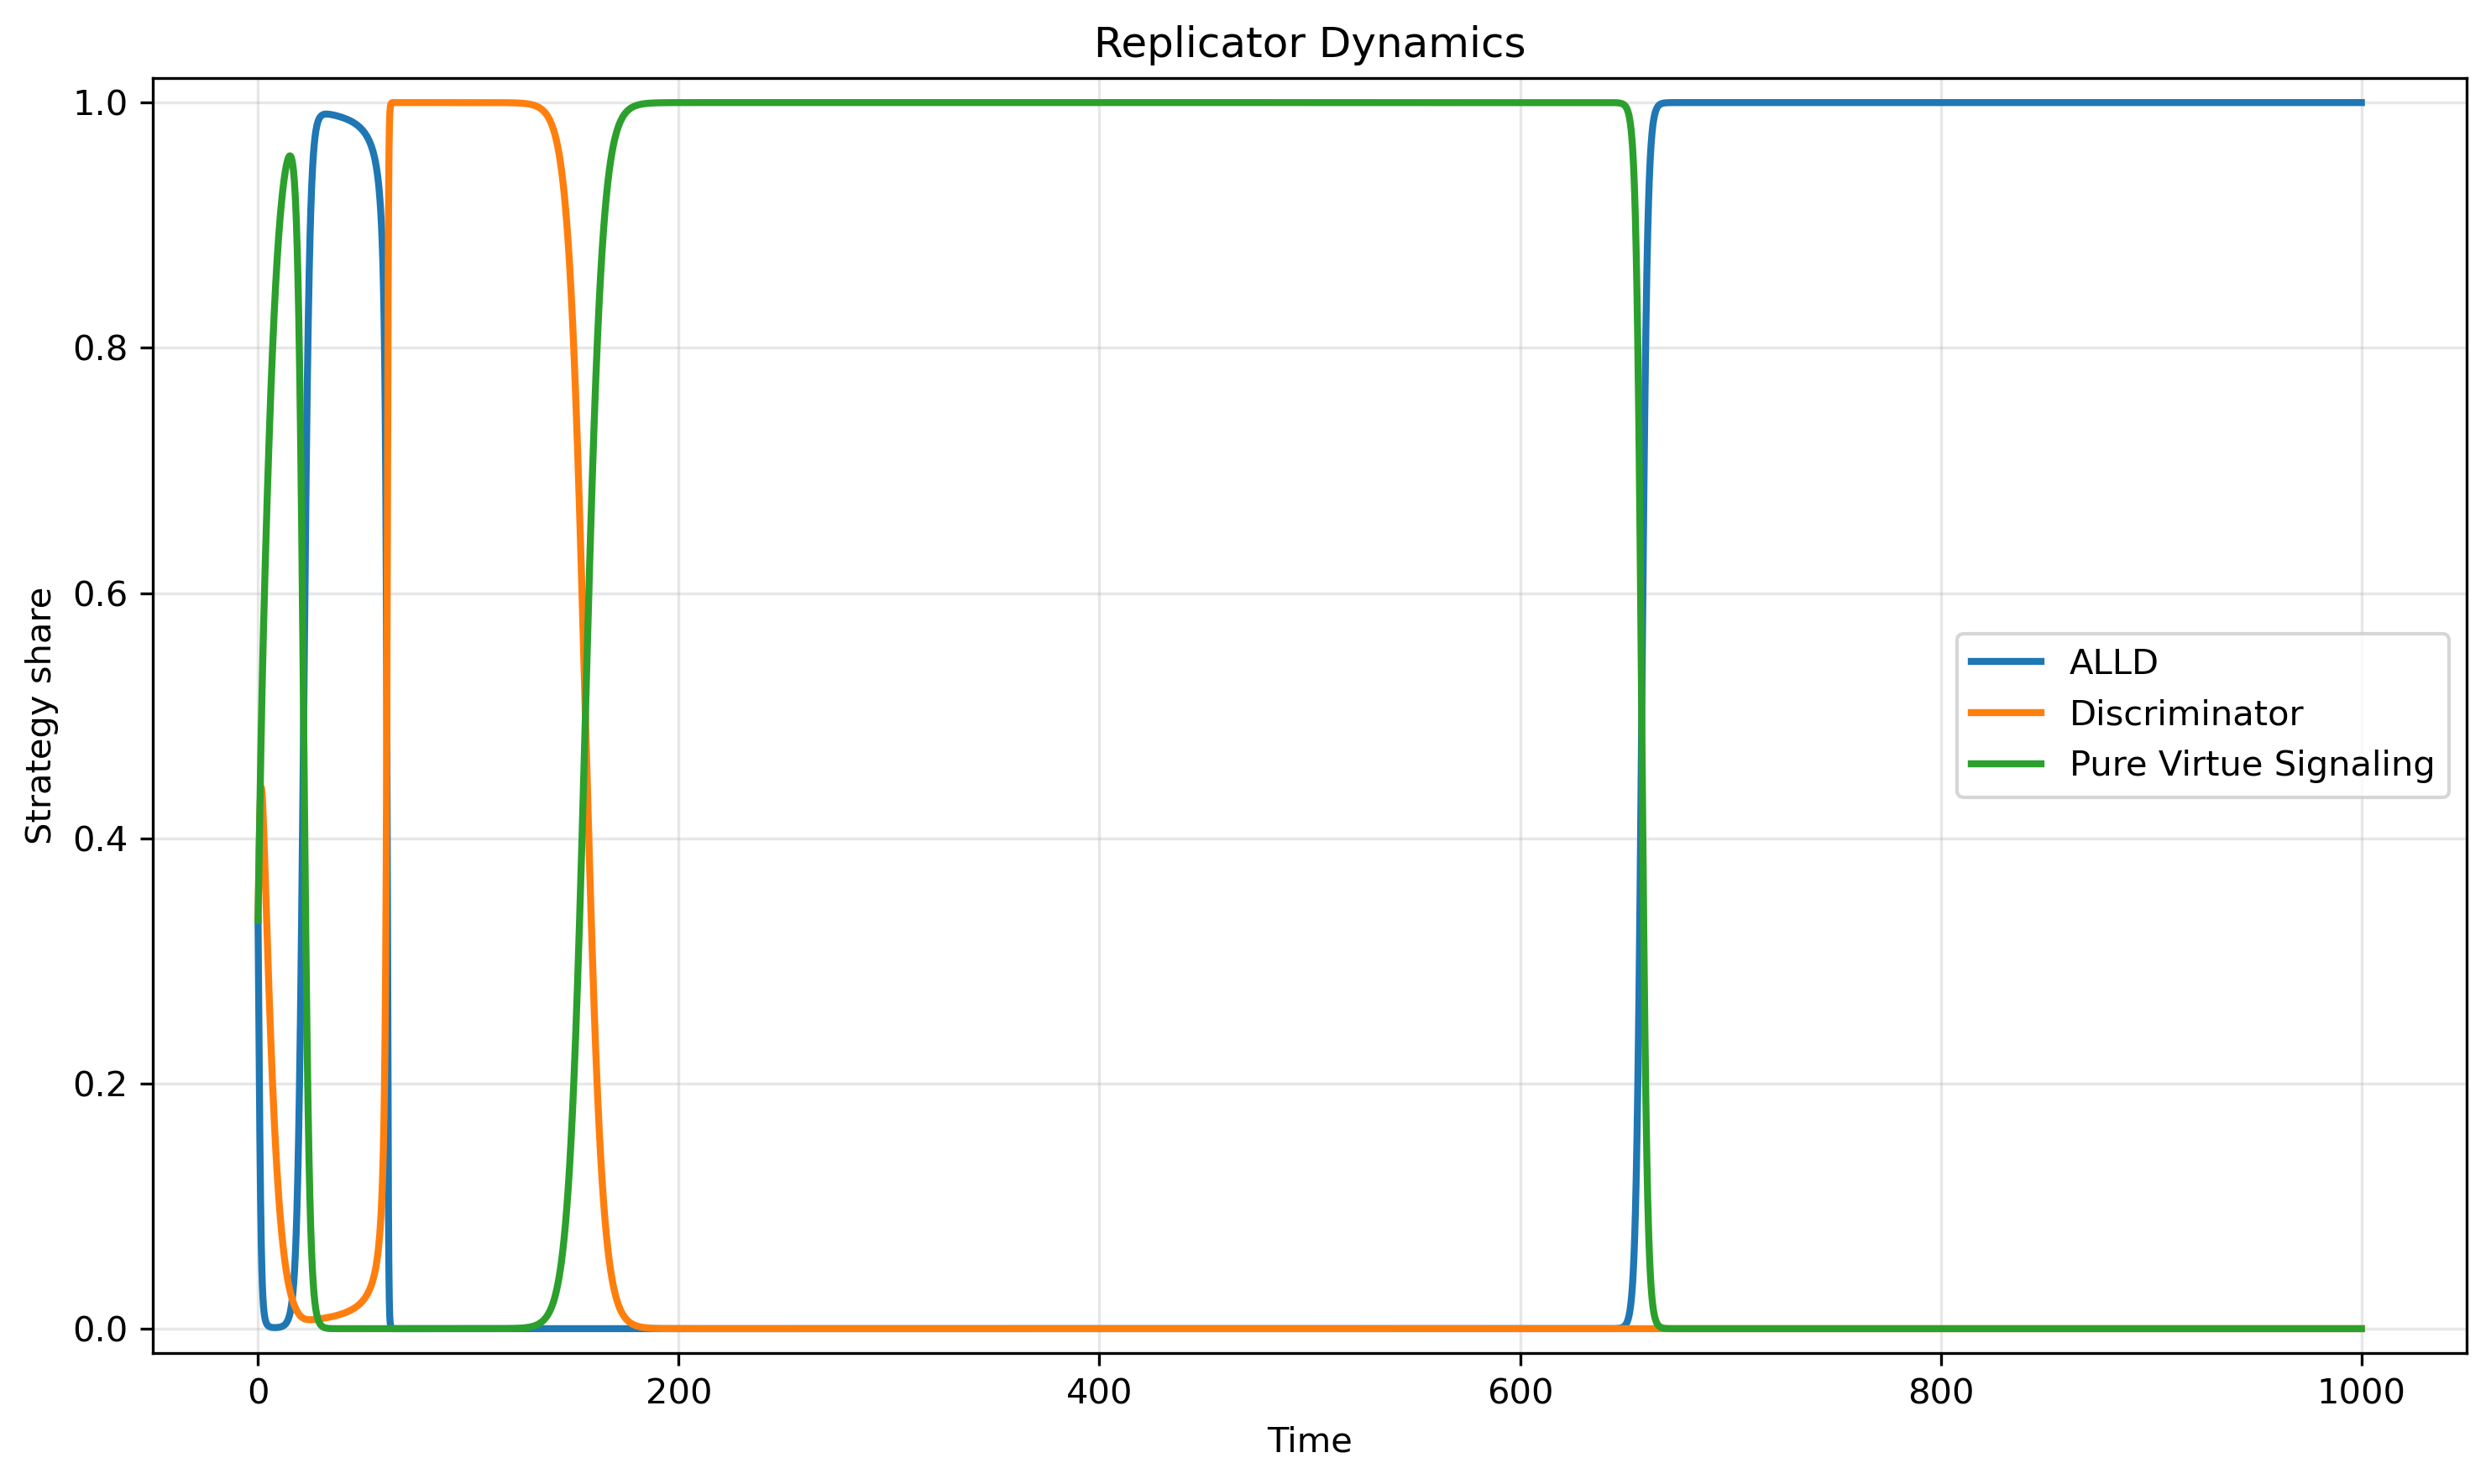 Replicator Dynamics
Strategy share
1.0
0.8
0.6
0.4
0.2
0.0
ALLD
Discriminator
Pure Virtue Signaling
0 200 400 600 800 1000
Time